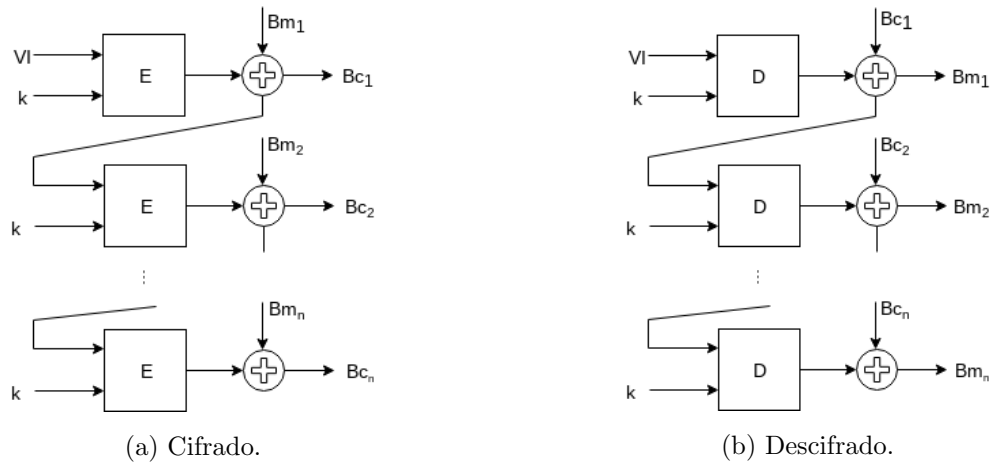 Bm1
VI
E
Bc1
k
Bm2
E
Bc2
k
Bmn
E
Bcn
k
(a) Cifrado.
Bc1
VI
D
Bm1
k
Bc2
D
Bm2
k
Bcn
D
Bmn
k
(b) Descifrado.